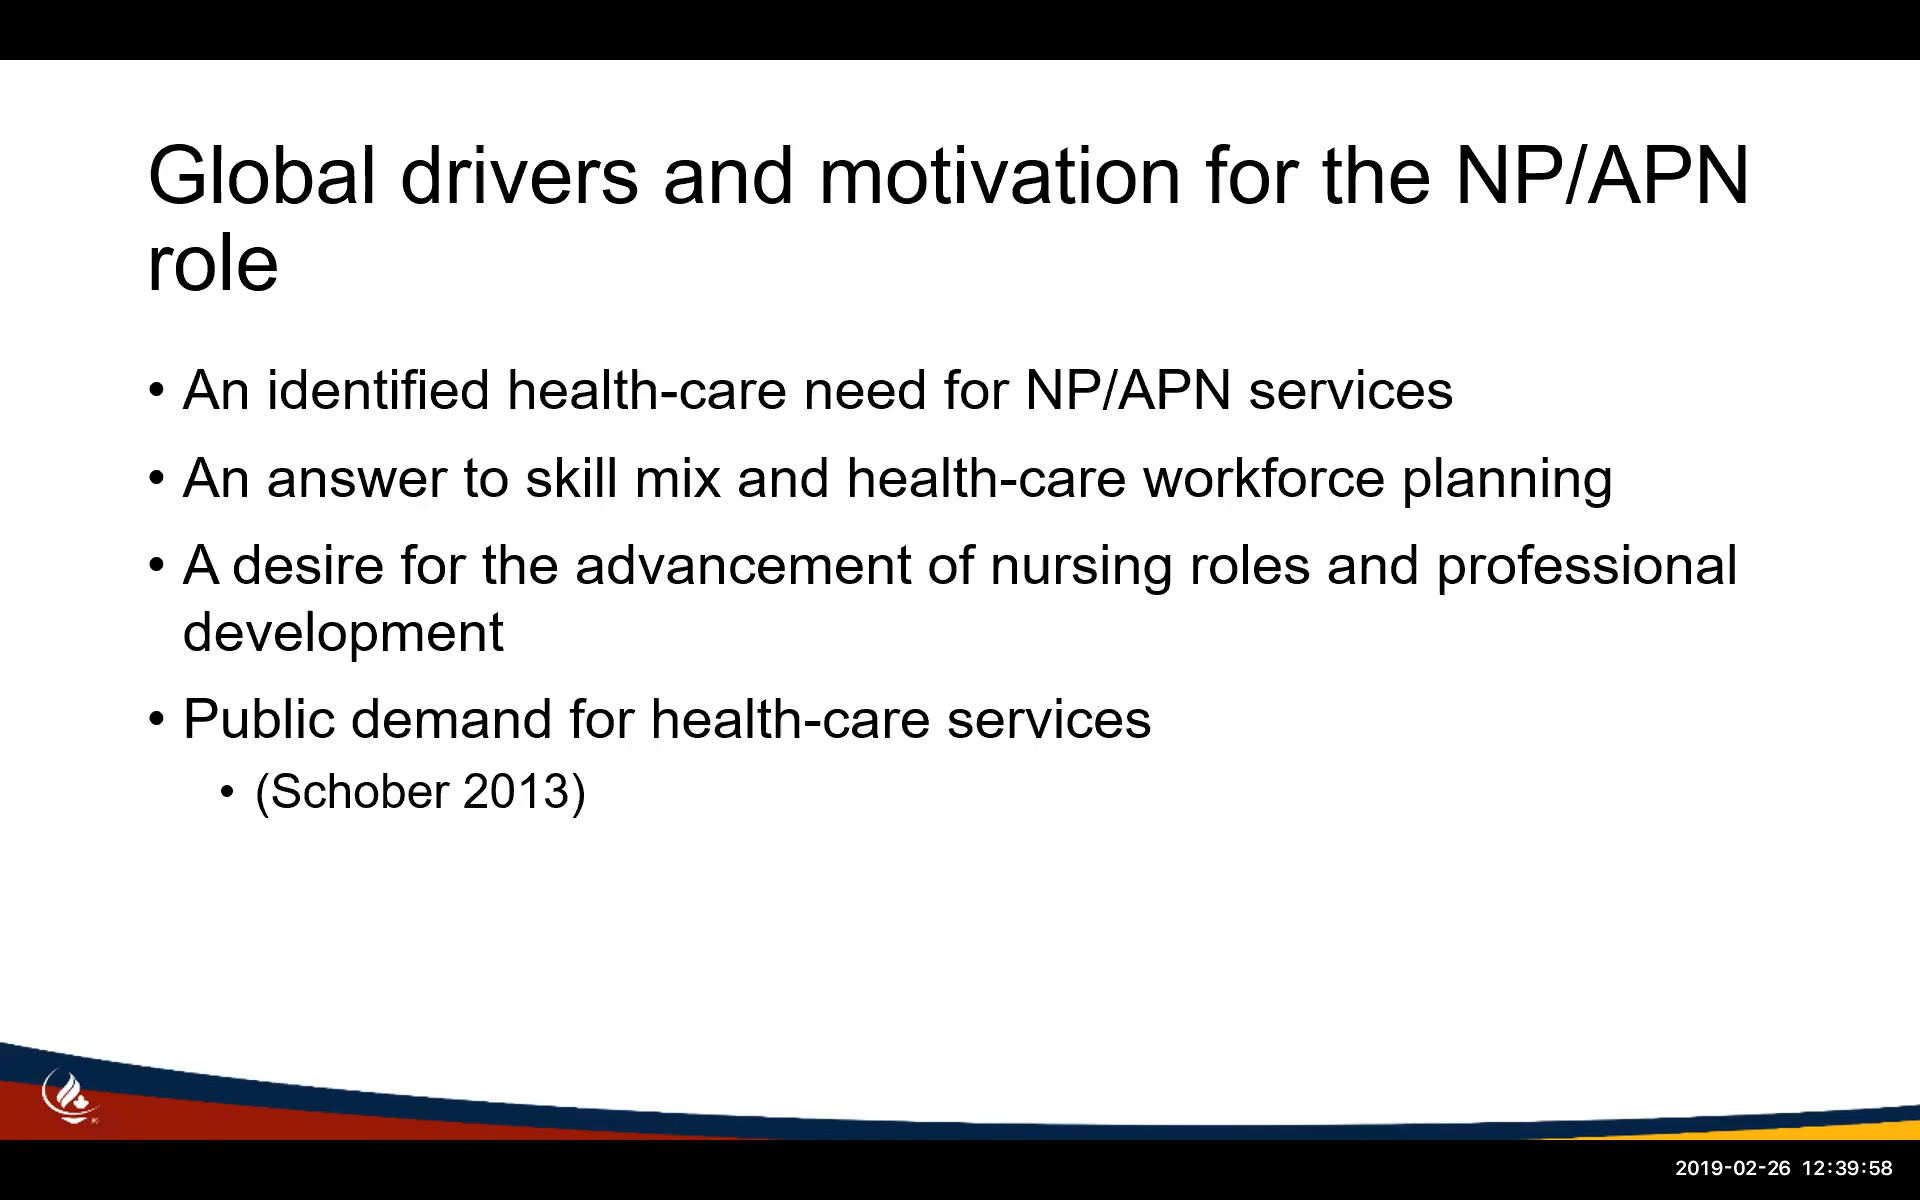 Global drivers and motivation for the NP/APN
role
• An identified health-care need for NP/APN services
• An answer to skill mix and health-care workforce planning
• A desire for the advancement of nursing roles and professional
development
• Public demand for health-care services
• (Schober 2013)
2019-02-26 12:39:58